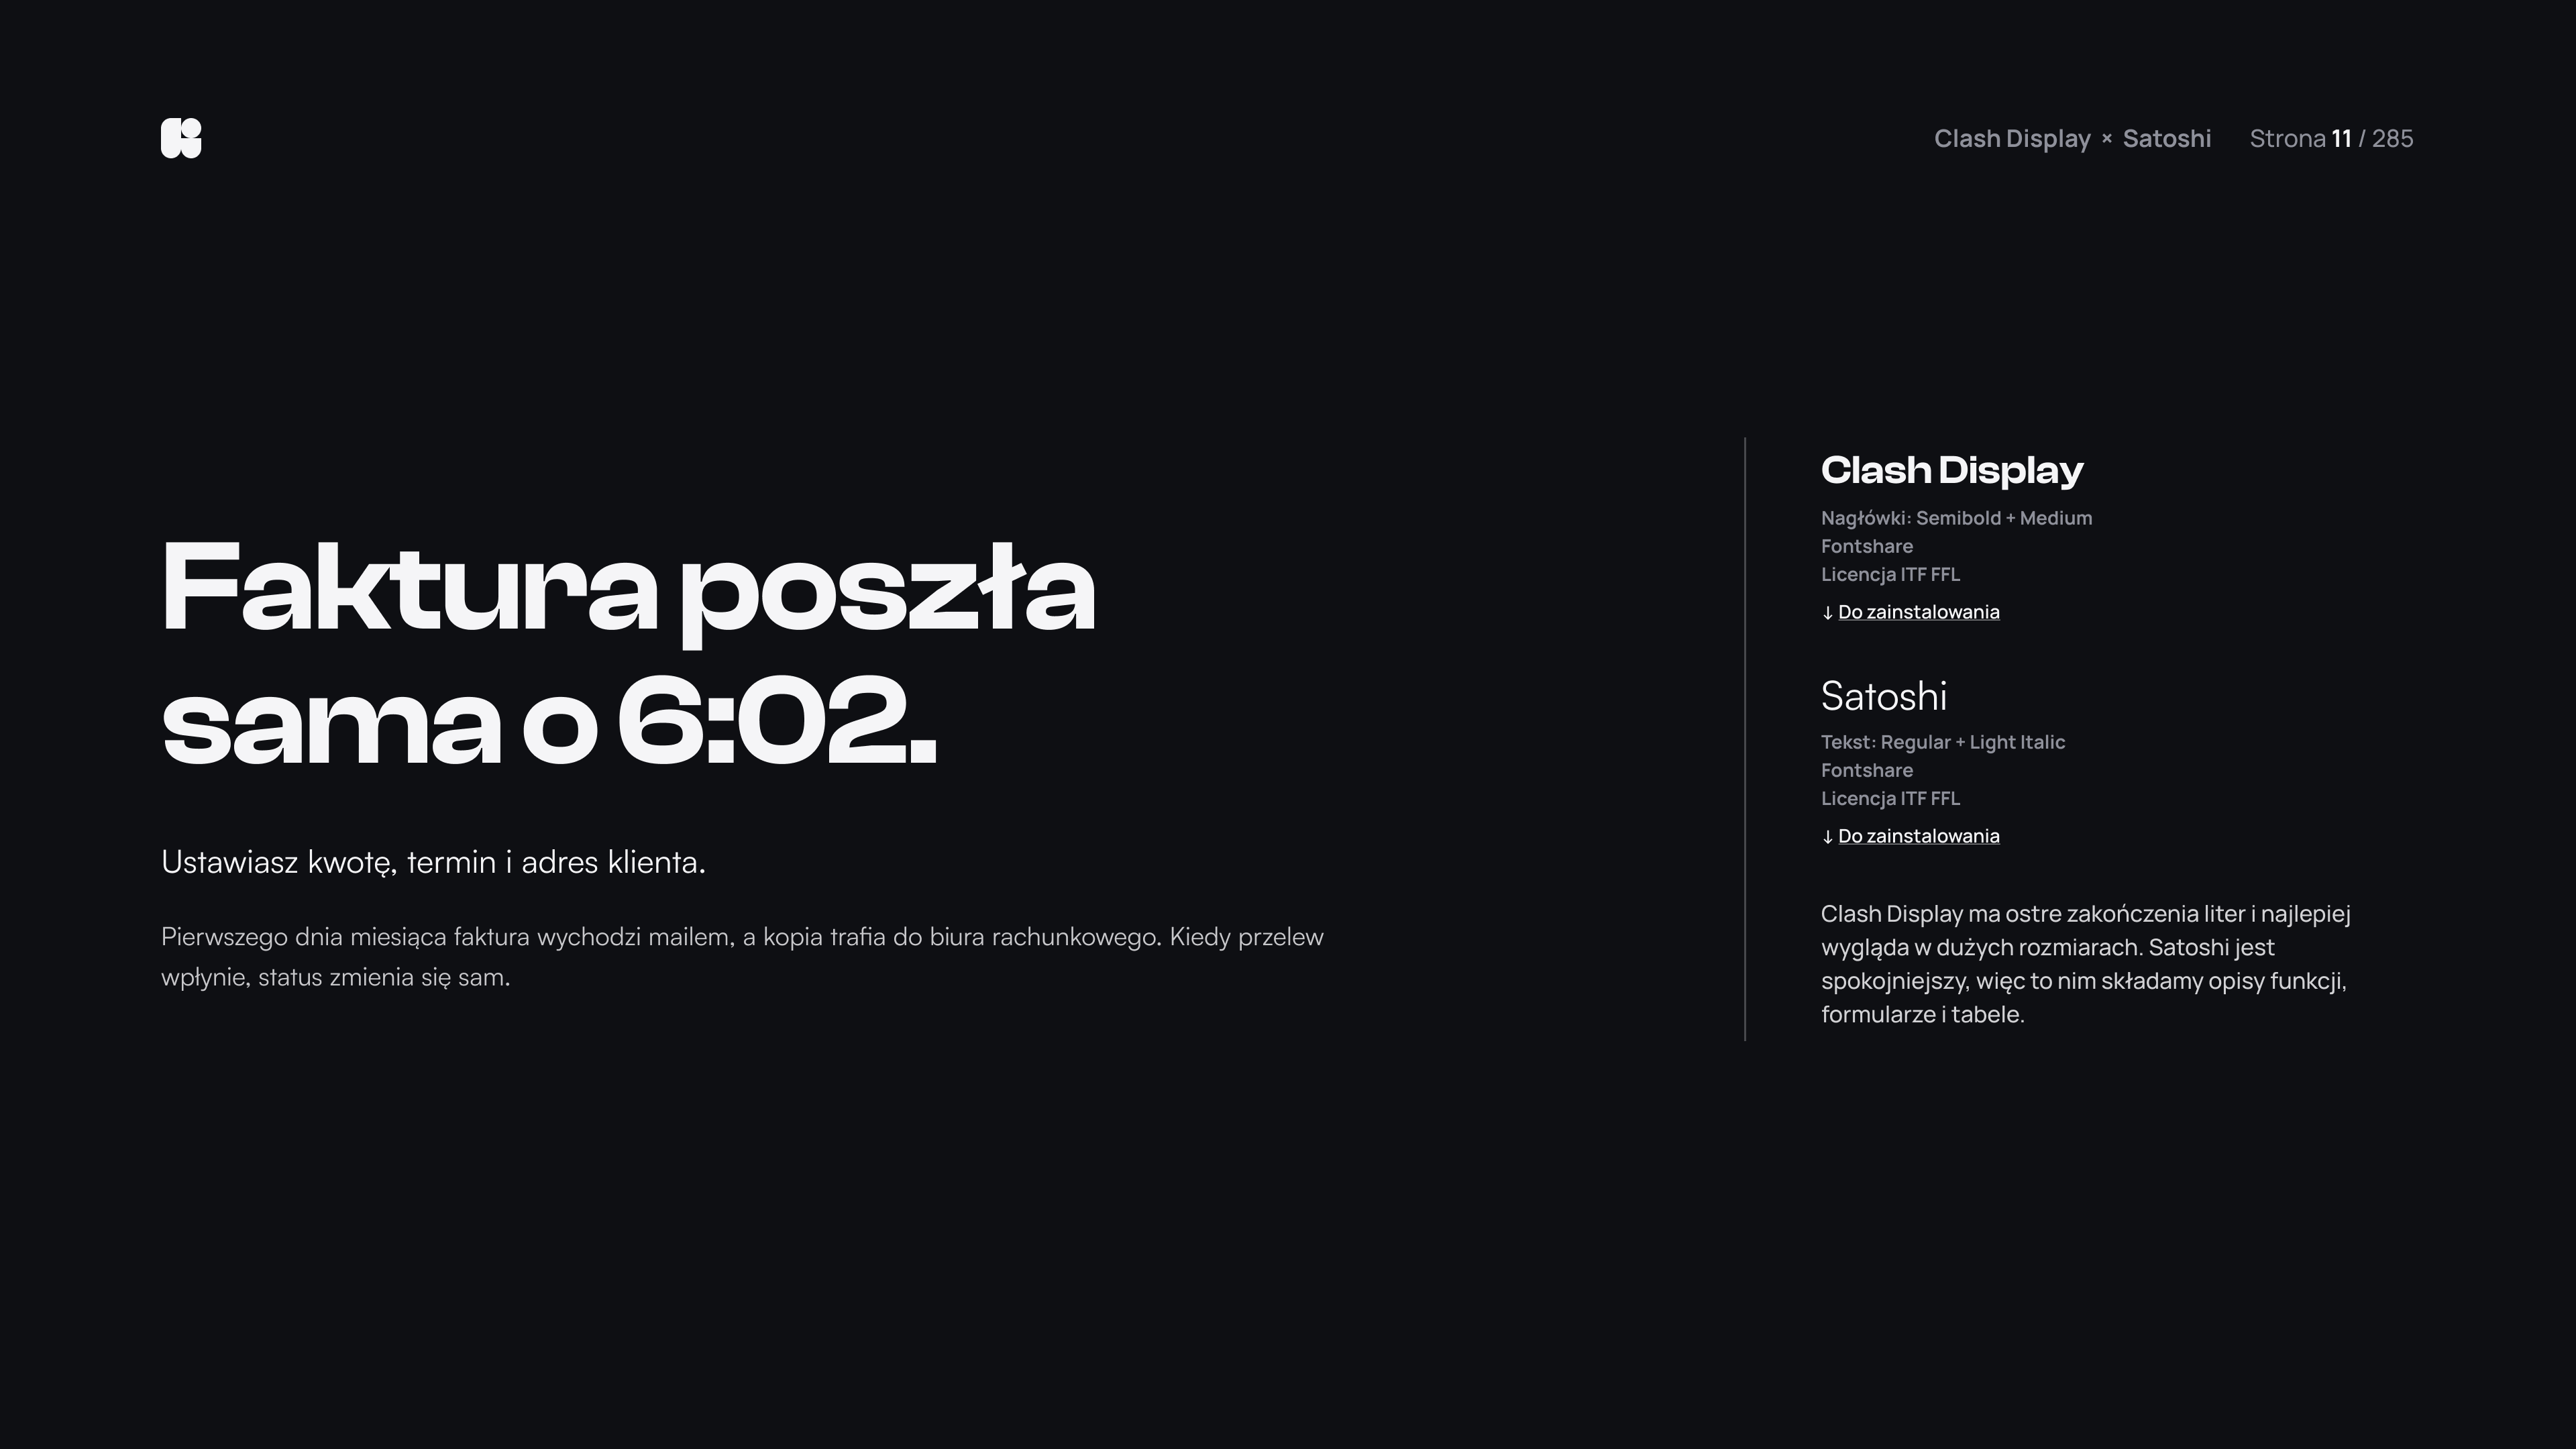 Clash Display × Satoshi
Strona 11 / 285
Faktura poszła
sama o 6:02.
Ustawiasz kwotę, termin i adres klienta.
Pierwszego dnia miesiąca faktura wychodzi mailem, a kopia trafia do biura rachunkowego. Kiedy przelew
wpłynie, status zmienia się sam.
Clash Display
Nagłówki: Semibold + Medium
Fontshare
Licencja ITF FFL
↓ Do zainstalowania
Satoshi
Tekst: Regular + Light Italic
Fontshare
Licencja ITF FFL
↓ Do zainstalowania
Clash Display ma ostre zakończenia liter i najlepiej
wygląda w dużych rozmiarach. Satoshi jest
spokojniejszy, więc to nim składamy opisy funkcji,
formularze i tabele.